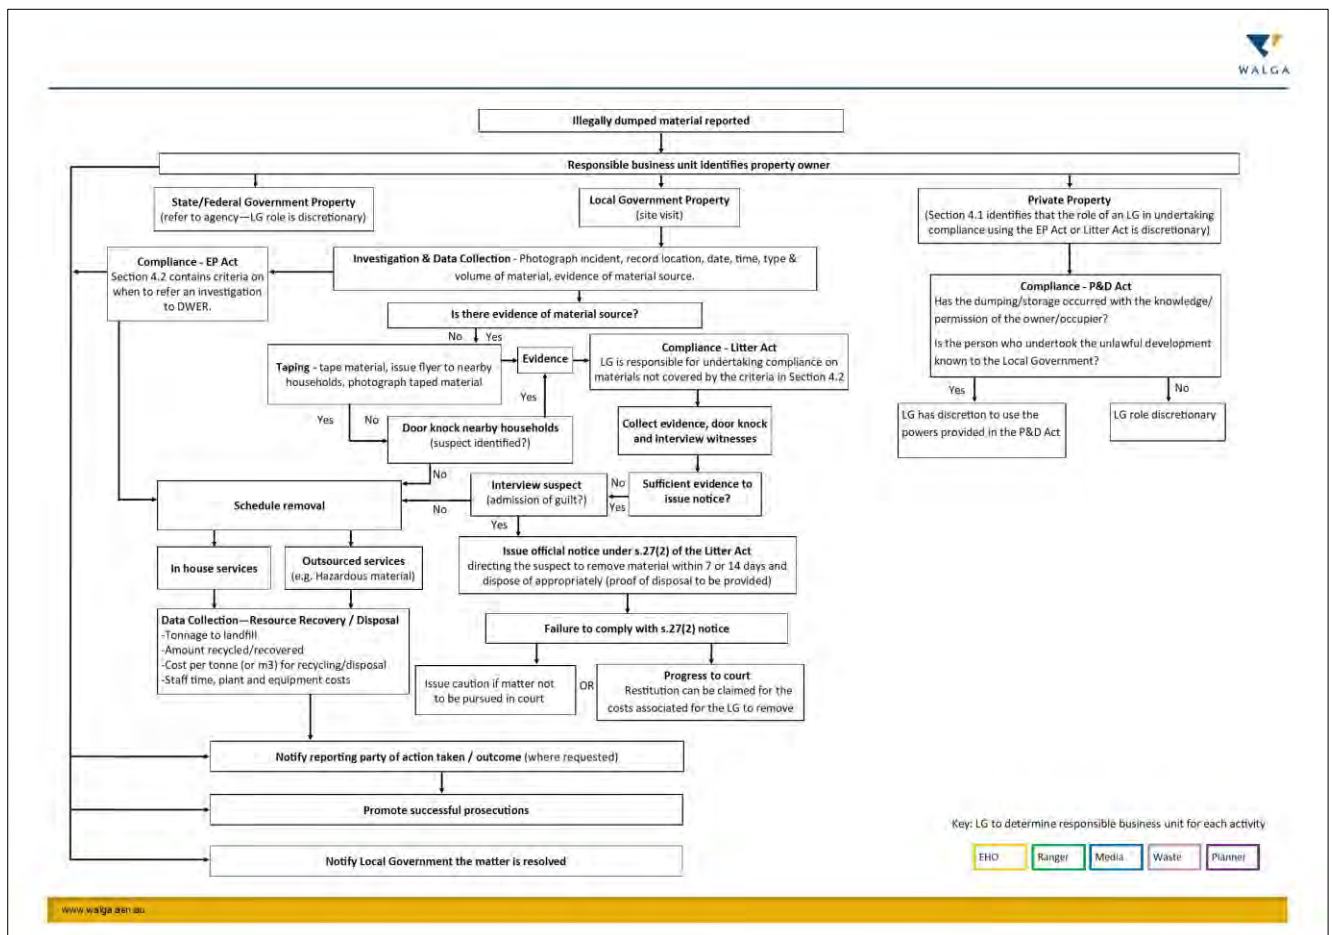 WALGA
Illegally dumped material reported
Responsible business unit identifies property owner
State/Federal Government Property
(refer to agency—LG role is discretionary)
Local Government Property
(site visit)
Private Property
(Section 4.1 identifies that the role of an LG in undertaking
compliance using the EP Act or Litter Act is discretionary)
Compliance - EP Act
Section 4.2 contains criteria on
when to refer an investigation
to DWER.
Investigation & Data Collection - Photograph incident, record location, date, time, type &
volume of material, evidence of material source.
Compliance - P&D Act
Has the dumping/storage occurred with the knowledge/
permission of the owner/occupier?
Is the person who undertook the unlawful development
known to the Local Government?
Is there evidence of material source?
No Yes
Taping - tape material, issue flyer to nearby
households, photograph taped material
Evidence
Compliance - Litter Act
LG is responsible for undertaking compliance on
materials not covered by the criteria in Section 4.2
Yes
Yes
No
Yes
No
LG has discretion to use the
powers provided in the P&D Act
LG role discretionary
Door knock nearby households
(suspect identified?)
Collect evidence, door knock
and interview witnesses
No
Schedule removal
No
Interview suspect
(admission of guilt?)
No
Yes
Sufficient evidence to
issue notice?
Yes
In house services
Outsourced services
(e.g. Hazardous material)
Issue official notice under s.27(2) of the Litter Act
directing the suspect to remove material within 7 or 14 days and
dispose of appropriately (proof of disposal to be provided)
Data Collection—Resource Recovery / Disposal
-Tonnage to landfill
-Amount recycled/recovered
-Cost per tonne (or m3) for recycling/disposal
-Staff time, plant and equipment costs
Failure to comply with s.27(2) notice
Issue caution if matter not
to be pursued in court
OR
Progress to court
Restitution can be claimed for the
costs associated for the LG to remove
Notify reporting party of action taken / outcome (where requested)
Promote successful prosecutions
Notify Local Government the matter is resolved
Key: LG to determine responsible business unit for each activity
EHO
Ranger
Media
Waste
Planner
www.walga.asn.au